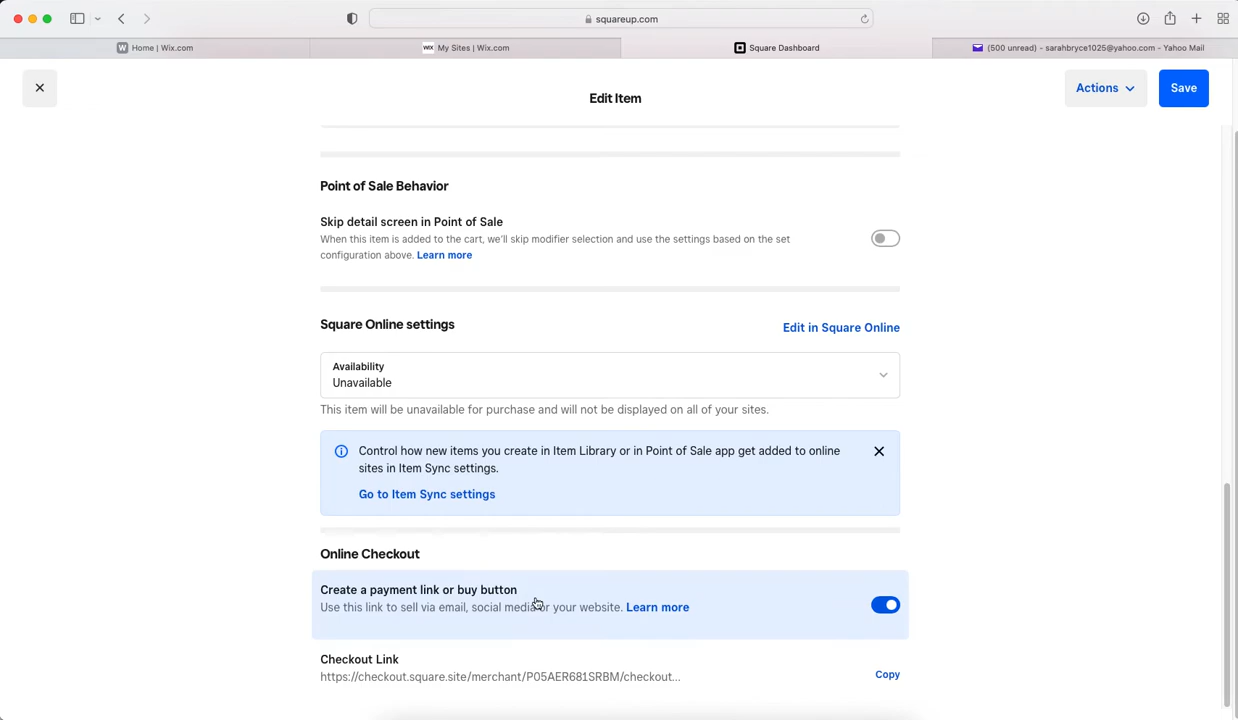 squareup.com
Home | Wix.com
WIX My Sites | Wix.com
Square Dashboard
(500 unread) - sarahbryce1025@yahoo.com - Yahoo Mail
Edit Item
Actions
Save
Point of Sale Behavior
Skip detail screen in Point of Sale
When this item is added to the cart, we'll skip modifier selection and use the settings based on the set
configuration above. Learn more
Square Online settings
Edit in Square Online
Availability
Unavailable
This item will be unavailable for purchase and will not be displayed on all of your sites.
Control how new items you create in Item Library or in Point of Sale app get added to online
sites in Item Sync settings.
Go to Item Sync settings
Online Checkout
Create a payment link or buy button
Use this link to sell via email, social media or your website. Learn more
Checkout Link
https://checkout.square.site/merchant/P05AER681SRBM/checkout...
Copy